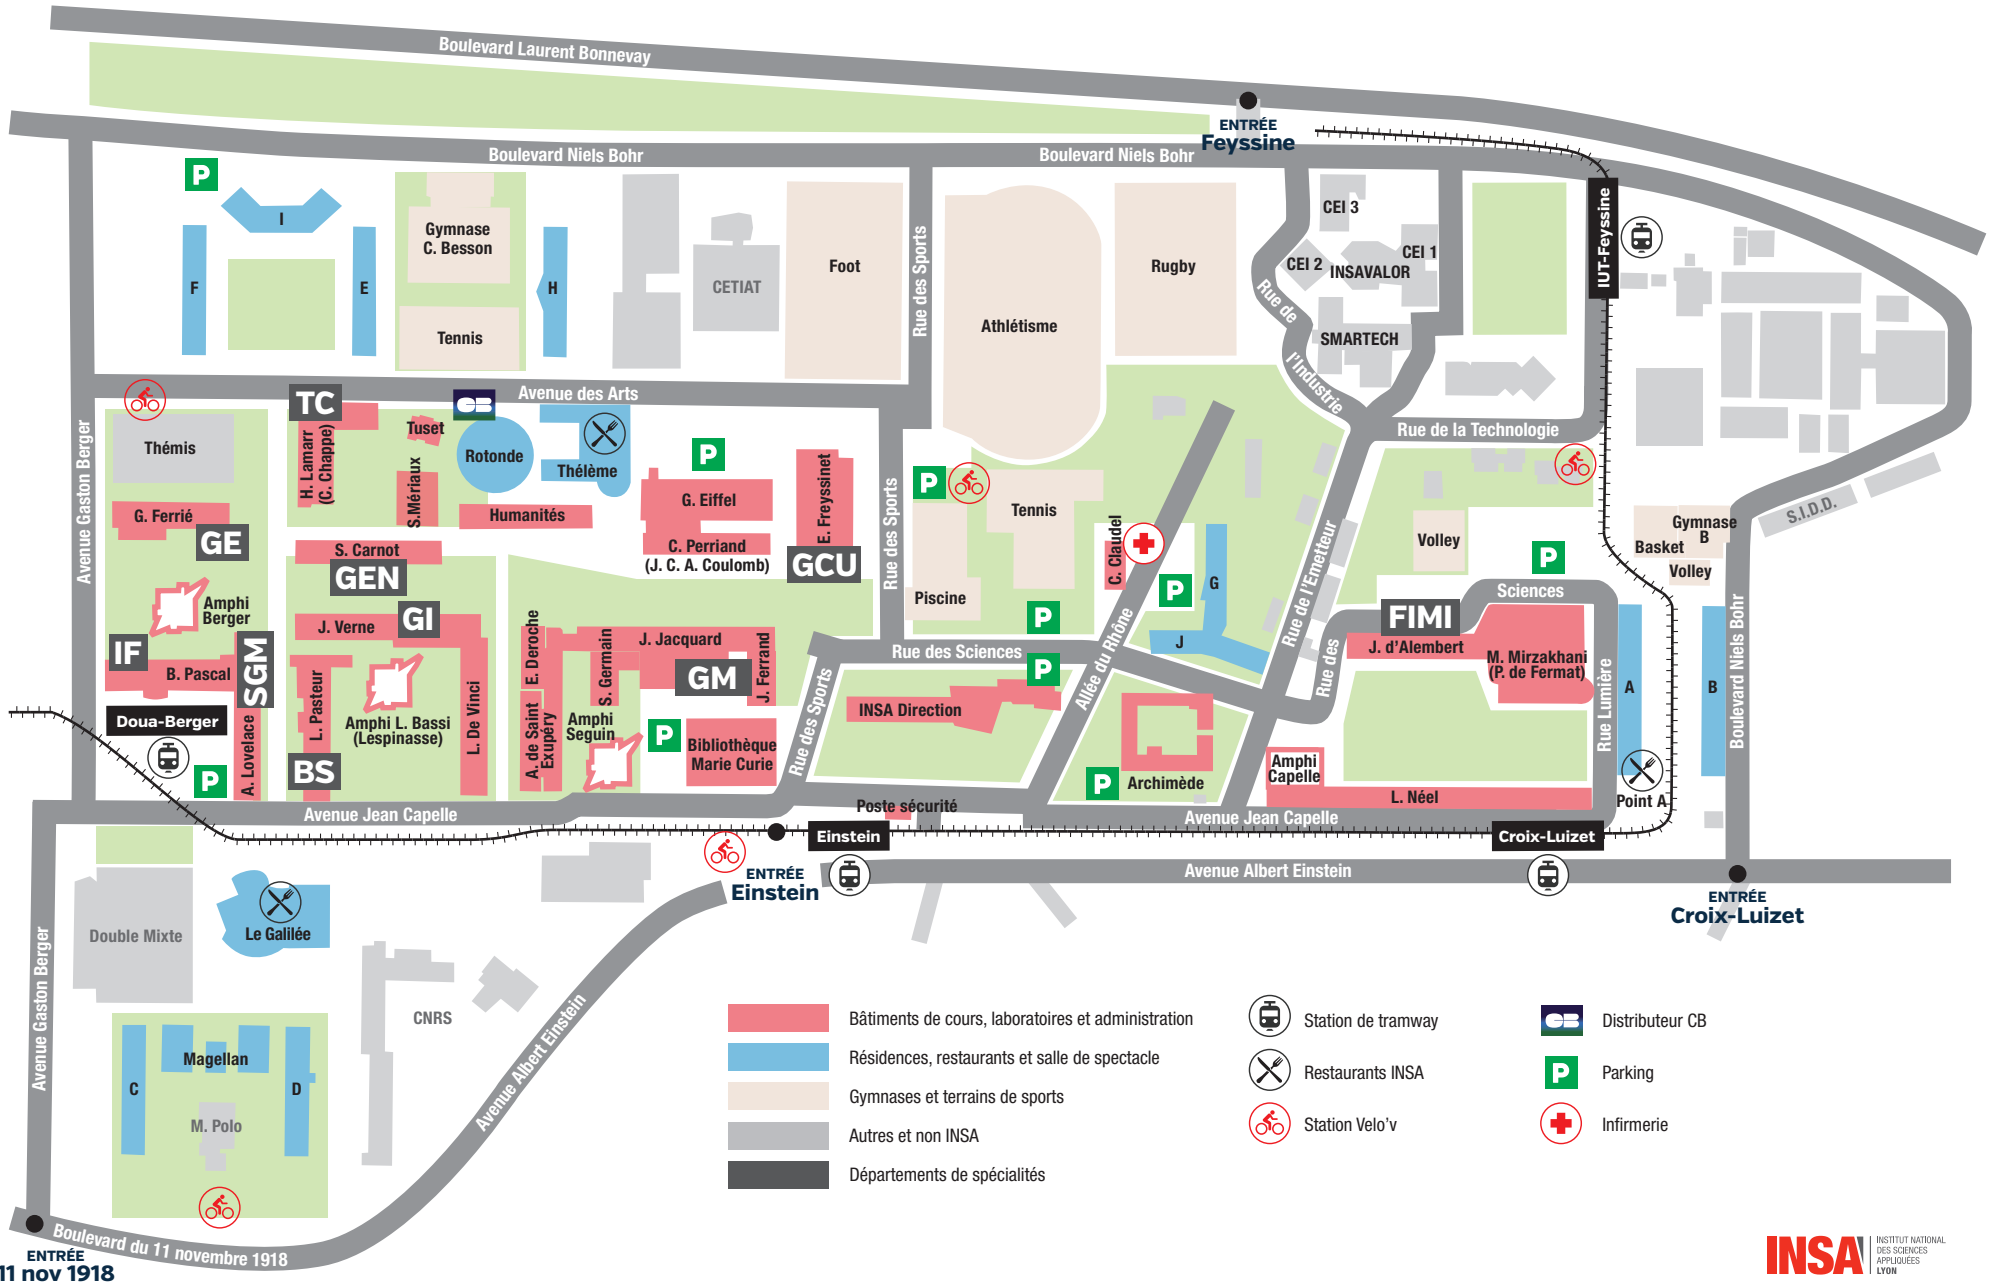 Boulevard Laurent Bonnevay
ENTRÉE
Feyssine
Boulevard Niels Bohr
Boulevard Niels Bohr
P
I
F
E
H
Gymnase
C. Besson
Tennis
CETIAT
Foot
Rue des Sports
Athlétisme
Rugby
CEI 3
CEI 2
CEI 1
INSAVALOR
SMARTECH
Rue de
l'Industrie
IUT-Feyssine
Avenue des Arts
Avenue Gaston Berger
Thémis
TC
H. Lamarr
(C. Chappe)
CB
Tuset
Rotonde
Thélème
S.Mériaux
Humanités
P
G. Eiffel
C. Perriand
(J. C. A. Coulomb)
E. Freyssinet
GCU
Rue des Sports
P
Tennis
Piscine
P
C. Claudel
P
G
J
Allée du Rhône
Rue de l'Emetteur
Rue de la Technologie
Volley
P
Basket
Gymnase
B
Volley
S.I.D.D.
G. Ferrié
GE
Amphi
Berger
IF
B. Pascal
SGM
A. Lovelace
Doua-Berger
P
S. Carnot
GEN
J. Verne
GI
L. Pasteur
BS
Amphi L. Bassi
(Lespinasse)
L. De Vinci
E. Deroche
A. de Saint
Exupéry
S. Germain
J. Jacquard
GM
J. Ferrand
Amphi
Seguin
P
Bibliothèque
Marie Curie
Rue des Sports
Rue des Sciences
P
INSA Direction
Archimède
P
Rue des
Sciences
FIMI
J. d'Alembert
M. Mirzakhani
(P. de Fermat)
Rue Lumière
A
B
Boulevard Niels Bohr
Amphi
Capelle
L. Néel
Point A
Avenue Jean Capelle
Poste sécurité
Avenue Jean Capelle
Einstein
Croix-Luizet
Avenue Albert Einstein
ENTRÉE
Einstein
ENTRÉE
Croix-Luizet
Double Mixte
Le Galilée
CNRS
Avenue Gaston Berger
Avenue Albert Einstein
C
Magellan
D
M. Polo
Boulevard du 11 novembre 1918
ENTRÉE
11 nov 1918
Bâtiments de cours, laboratoires et administration
Résidences, restaurants et salle de spectacle
Gymnases et terrains de sports
Autres et non INSA
Départements de spécialités
Station de tramway
Restaurants INSA
Station Velo'v
CB
Distributeur CB
P
Parking
Infirmerie
INSA
INSTITUT NATIONAL
DES SCIENCES
APPLIQUÉES
LYON